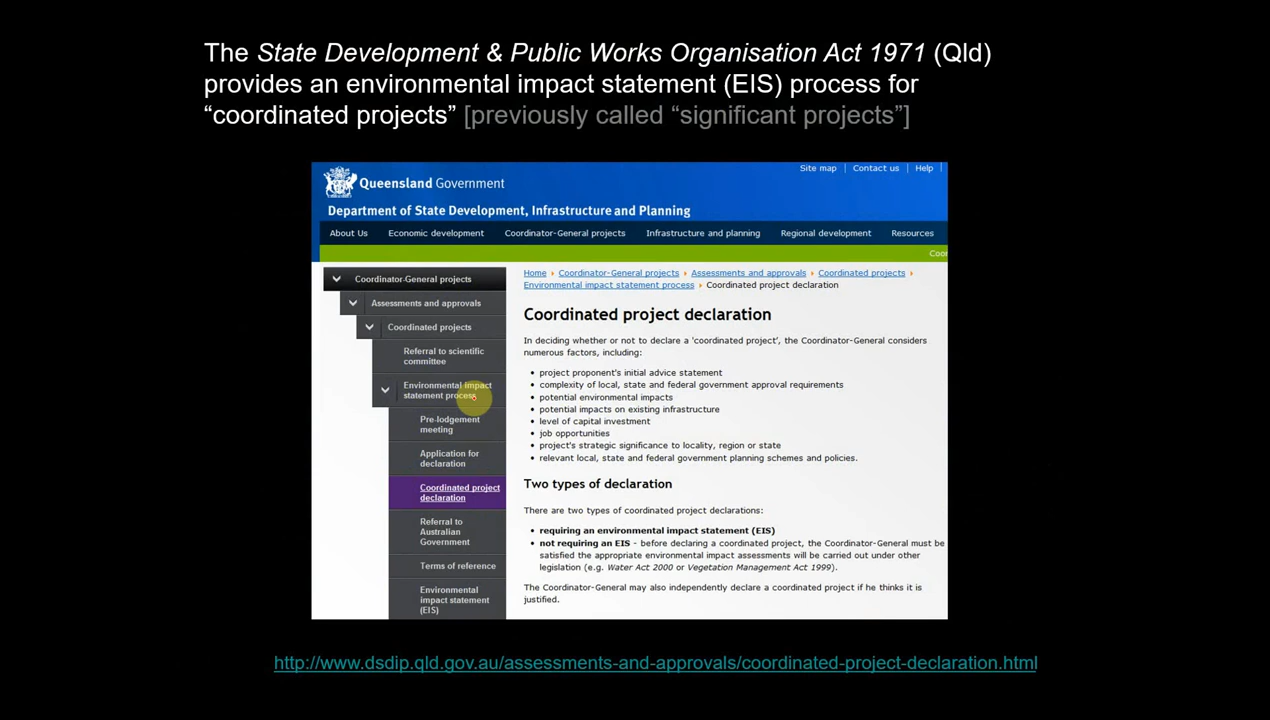 The State Development & Public Works Organisation Act 1971 (Qld)
provides an environmental impact statement (EIS) process for
“coordinated projects” [previously called “significant projects”]
Site map | Contact us | Help |
Queensland Government
Department of State Development, Infrastructure and Planning
About Us Economic development Coordinator-General projects Infrastructure and planning Regional development Resources
Coor
Coordinator-General projects
Assessments and approvals
Coordinated projects
Referral to scientific
committee
Environmental impact
statement process
Pre-lodgement
meeting
Application for
declaration
Coordinated project
declaration
Referral to
Australian
Government
Terms of reference
Environmental
impact statement
(EIS)
Home Coordinator-General projects Assessments and approvals Coordinated projects
Environmental impact statement process Coordinated project declaration
Coordinated project declaration
In deciding whether or not to declare a 'coordinated project', the Coordinator-General considers
numerous factors, including:
• project proponent's initial advice statement
• complexity of local, state and federal government approval requirements
• potential environmental impacts
• potential impacts on existing infrastructure
• level of capital investment
• job opportunities
• project's strategic significance to locality, region or state
• relevant local, state and federal government planning schemes and policies.
Two types of declaration
There are two types of coordinated project declarations:
• requiring an environmental impact statement (EIS)
• not requiring an EIS - before declaring a coordinated project, the Coordinator-General must be
satisfied the appropriate environmental impact assessments will be carried out under other
legislation (e.g. Water Act 2000 or Vegetation Management Act 1999).
The Coordinator-General may also independently declare a coordinated project if he thinks it is
justified.
http://www.dsdip.qld.gov.au/assessments-and-approvals/coordinated-project-declaration.html